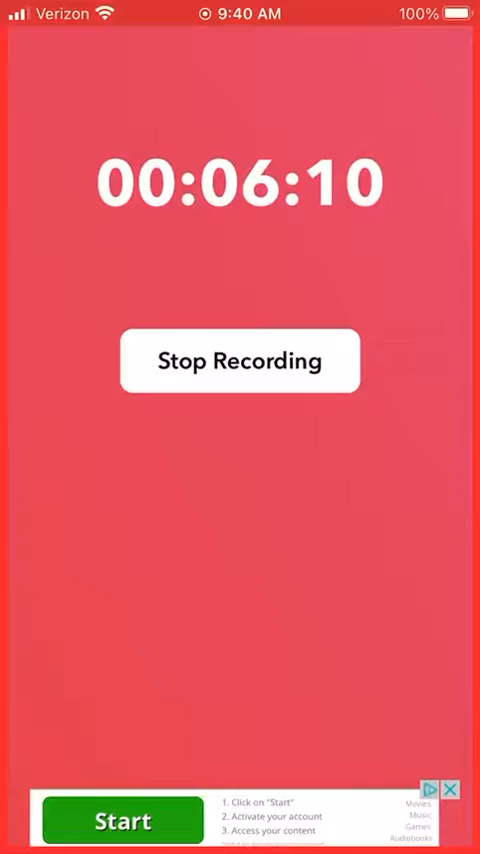 Verizon 9:40 AM 100%
00:06:10
Stop Recording
Start
1. Click on "Start"
2. Activate your account
3. Access your content
Movies
Music
Games
Audiobooks